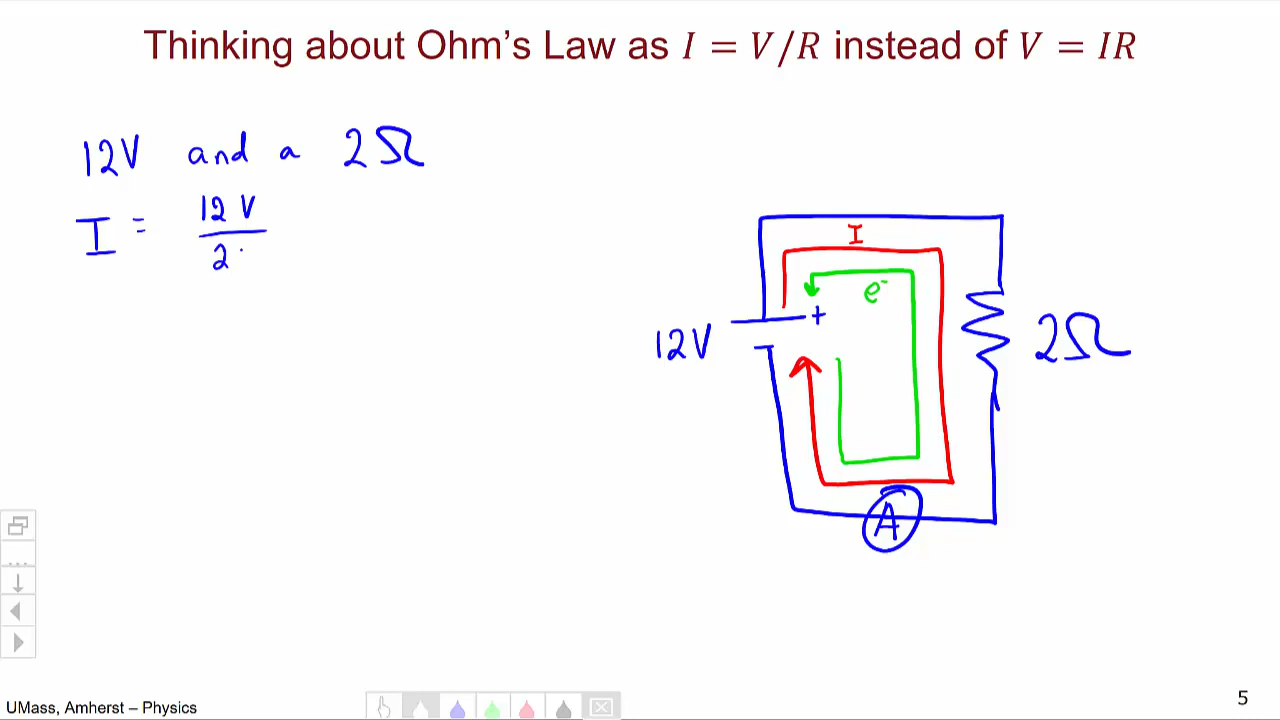 Thinking about Ohm's Law as I = V/R instead of V = IR
12V and a 2Ω
I = 12 V
2
I
e⁻
+
12V
2Ω
A
UMass, Amherst – Physics
5